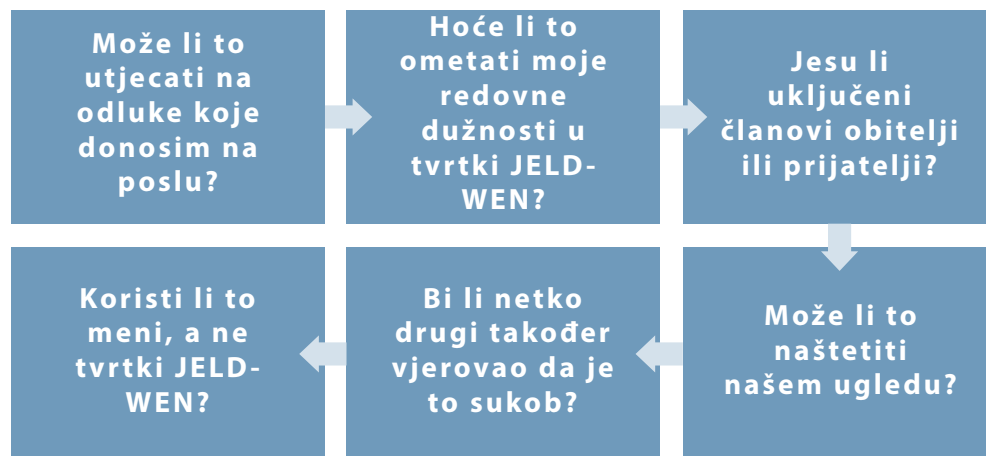 Može li to
utjecati na
odluke koje
donosim na
poslu?
Hoće li to
ometati moje
redovne
dužnosti u
tvrtki JELD-
WEN?
Jesu li
uključeni
članovi obitelji
ili prijatelji?
Može li to
naštetiti
našem ugledu?
Bi li netko
drugi također
vjerovao da je
to sukob?
Koristi li to
meni, a ne
tvrtki JELD-
WEN?